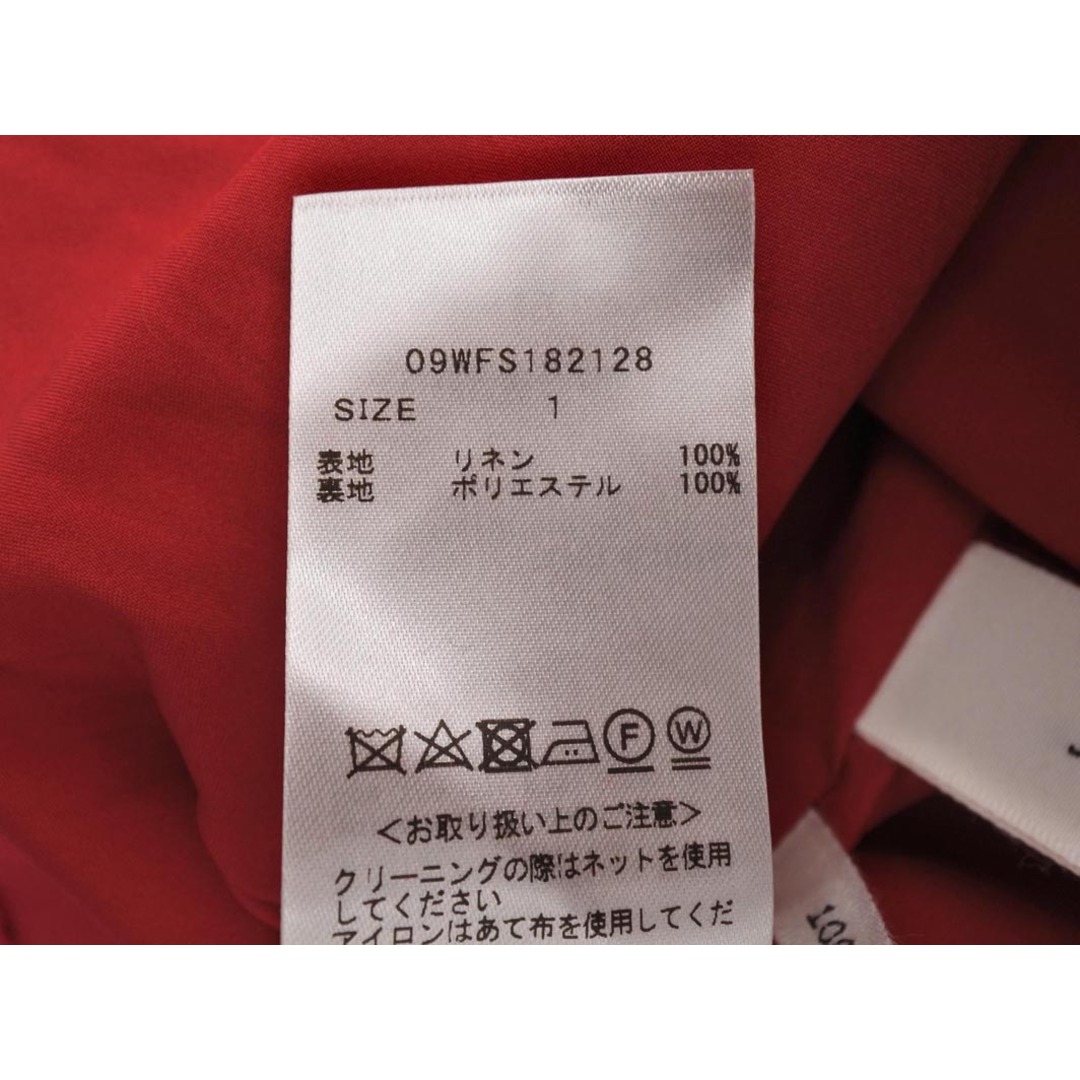 09WFS182128
SIZE 1
表地 リネン 100%
裏地 ポリエステル 100%
F W
<お取り扱い上のご注意>
クリーニングの際はネットを使用
してください
アイロンはあて布を使用してくだ